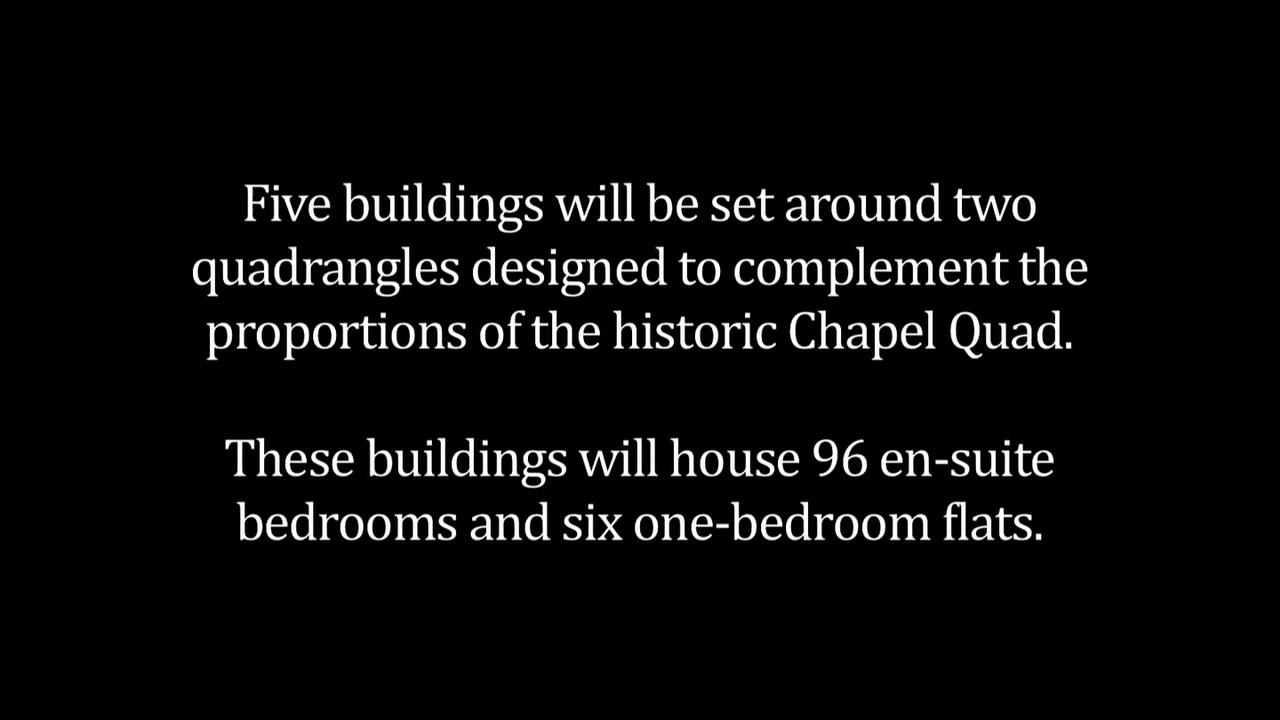 Five buildings will be set around two
quadrangles designed to complement the
proportions of the historic Chapel Quad.
These buildings will house 96 en-suite
bedrooms and six one-bedroom flats.